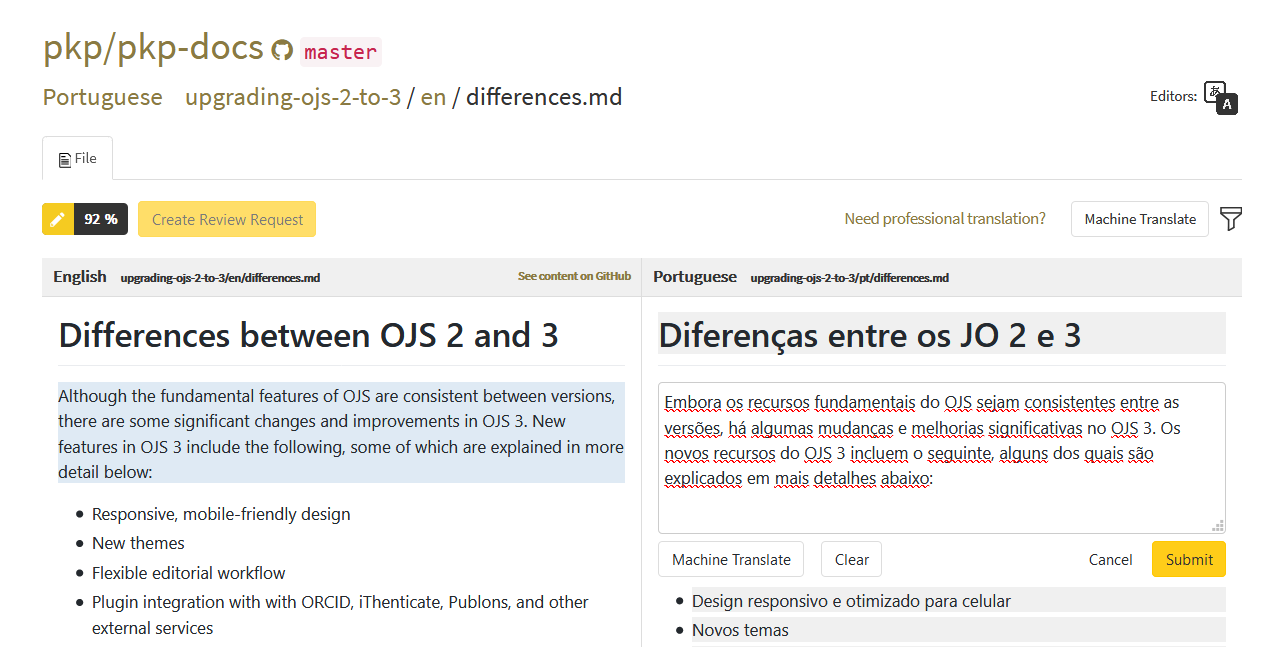 pkp/pkp-docs master
Portuguese upgrading-ojs-2-to-3 / en / differences.md
Editors: あ A
File
92 % Create Review Request
Need professional translation? Machine Translate
English upgrading-ojs-2-to-3/en/differences.md See content on GitHub
Portuguese upgrading-ojs-2-to-3/pt/differences.md
Differences between OJS 2 and 3
Although the fundamental features of OJS are consistent between versions,
there are some significant changes and improvements in OJS 3. New
features in OJS 3 include the following, some of which are explained in more
detail below:
• Responsive, mobile-friendly design
• New themes
• Flexible editorial workflow
• Plugin integration with with ORCID, iThenticate, Publons, and other
external services
Diferenças entre os JO 2 e 3
Embora os recursos fundamentais do OJS sejam consistentes entre as
versões, há algumas mudanças e melhorias significativas no OJS 3. Os
novos recursos do OJS 3 incluem o seguinte, alguns dos quais são
explicados em mais detalhes abaixo:
Machine Translate Clear Cancel Submit
• Design responsivo e otimizado para celular
• Novos temas